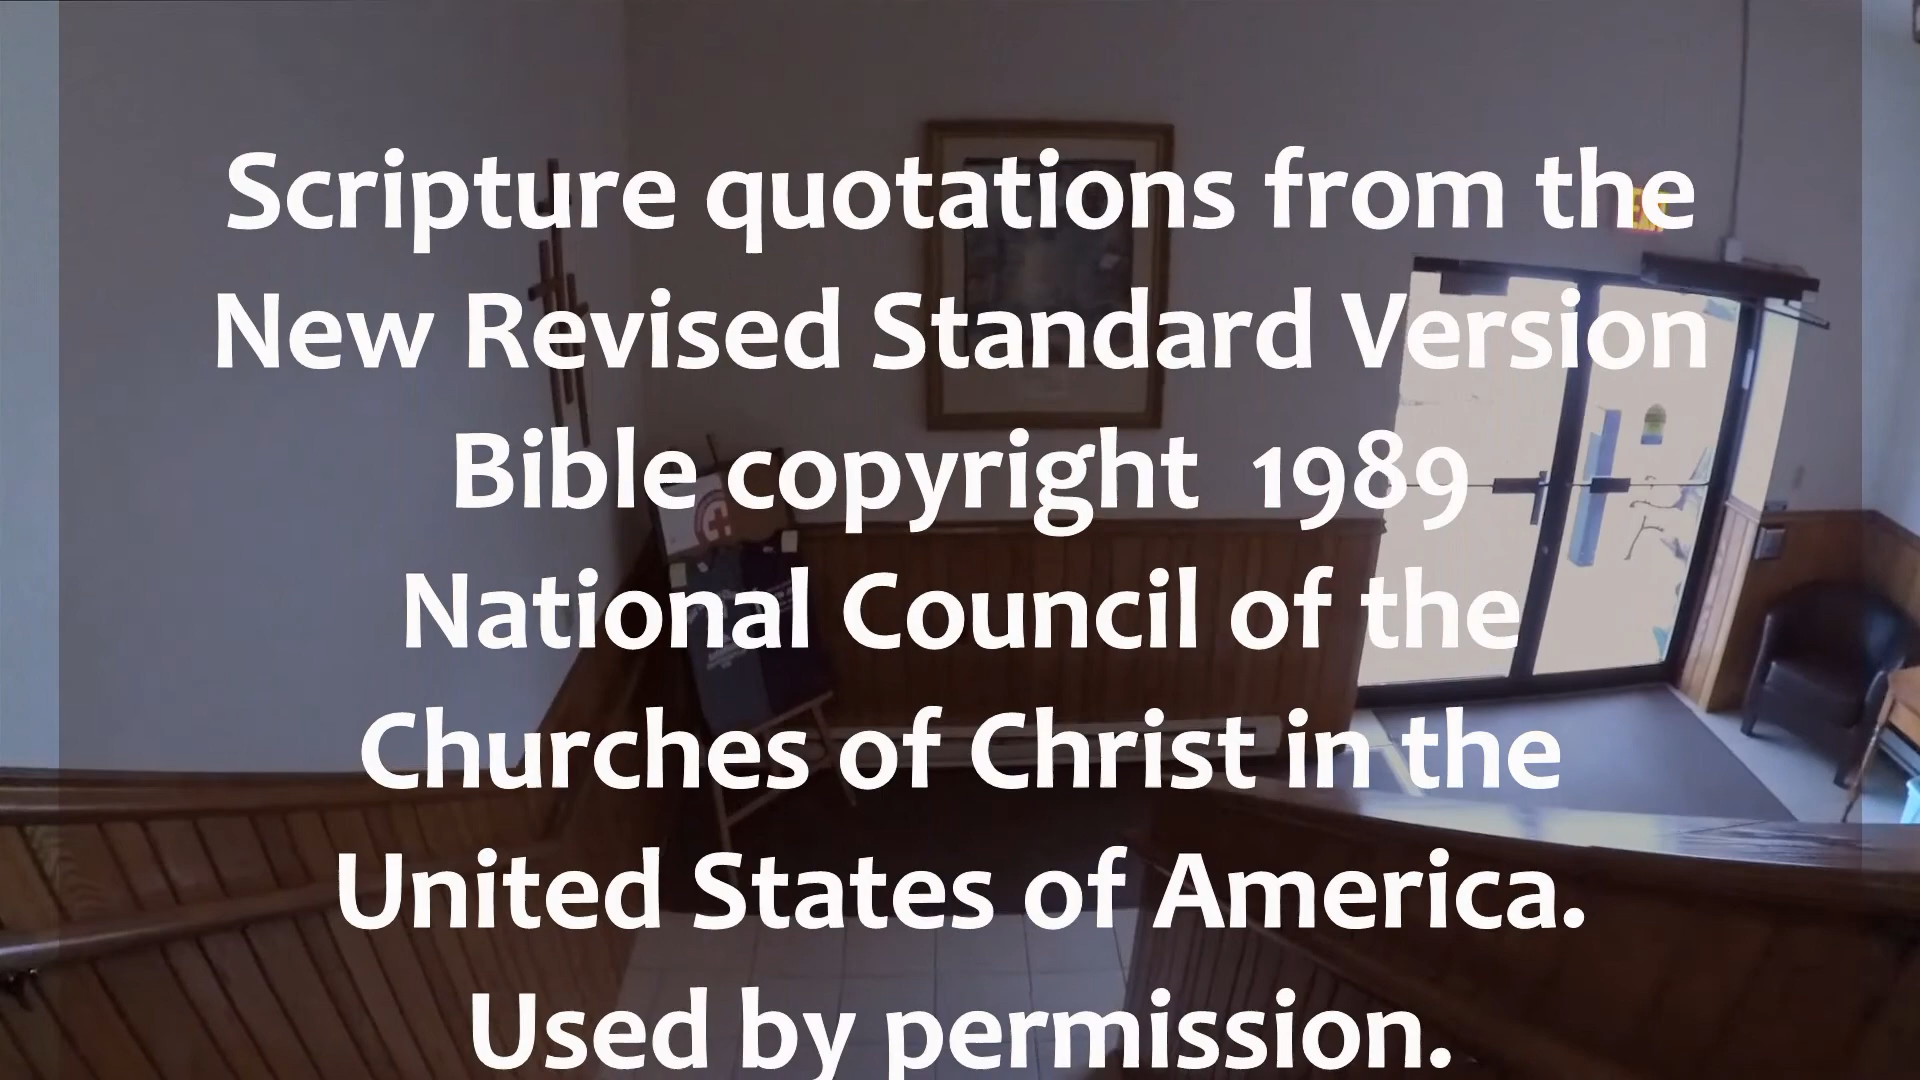 Scripture quotations from the
New Revised Standard Version
Bible copyright  1989
National Council of the
Churches of Christ in the
United States of America.
Used by permission.